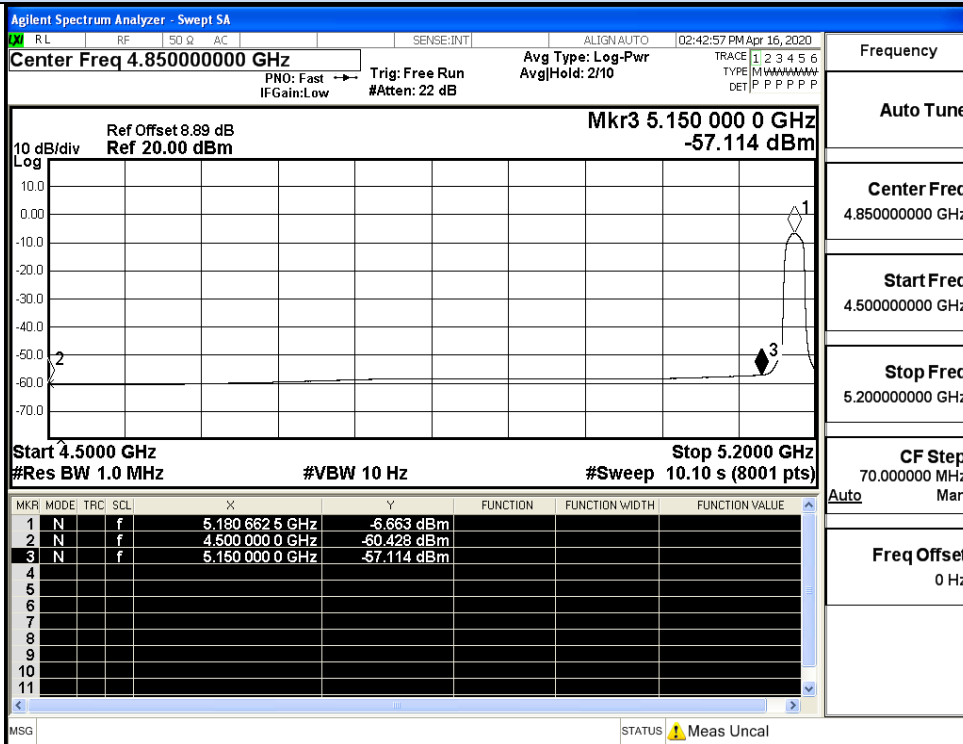 Agilent Spectrum Analyzer - Swept SA
LXI RL RF 50 Ω AC SENSE:INT ALIGN AUTO 02:42:57 PM Apr 16, 2020
Center Freq 4.850000000 GHz
PNO: Fast
IFGain:Low
Trig: Free Run
#Atten: 22 dB
Avg Type: Log-Pwr
Avg|Hold: 2/10
TRACE 1 2 3 4 5 6
TYPE M WWWWW
DET P P P P P P
Ref Offset 8.89 dB
10 dB/div Ref 20.00 dBm
Log
Mkr3 5.150 000 0 GHz
-57.114 dBm
10.0
0.00
-10.0
-20.0
-30.0
-40.0
-50.0
-60.0
-70.0
1
2
3
Start 4.5000 GHz Stop 5.2000 GHz
#Res BW 1.0 MHz #VBW 10 Hz #Sweep 10.10 s (8001 pts)
MKR MODE TRC SCL X Y FUNCTION FUNCTION WIDTH FUNCTION VALUE
1 N f 5.180 662 5 GHz -6.663 dBm
2 N f 4.500 000 0 GHz -60.428 dBm
3 N f 5.150 000 0 GHz -57.114 dBm
4
5
6
7
8
9
10
11
MSG STATUS Meas Uncal
Frequency
Auto Tune
Center Freq
4.850000000 GHz
Start Freq
4.500000000 GHz
Stop Freq
5.200000000 GHz
CF Step
70.000000 MHz
Auto Man
Freq Offset
0 Hz